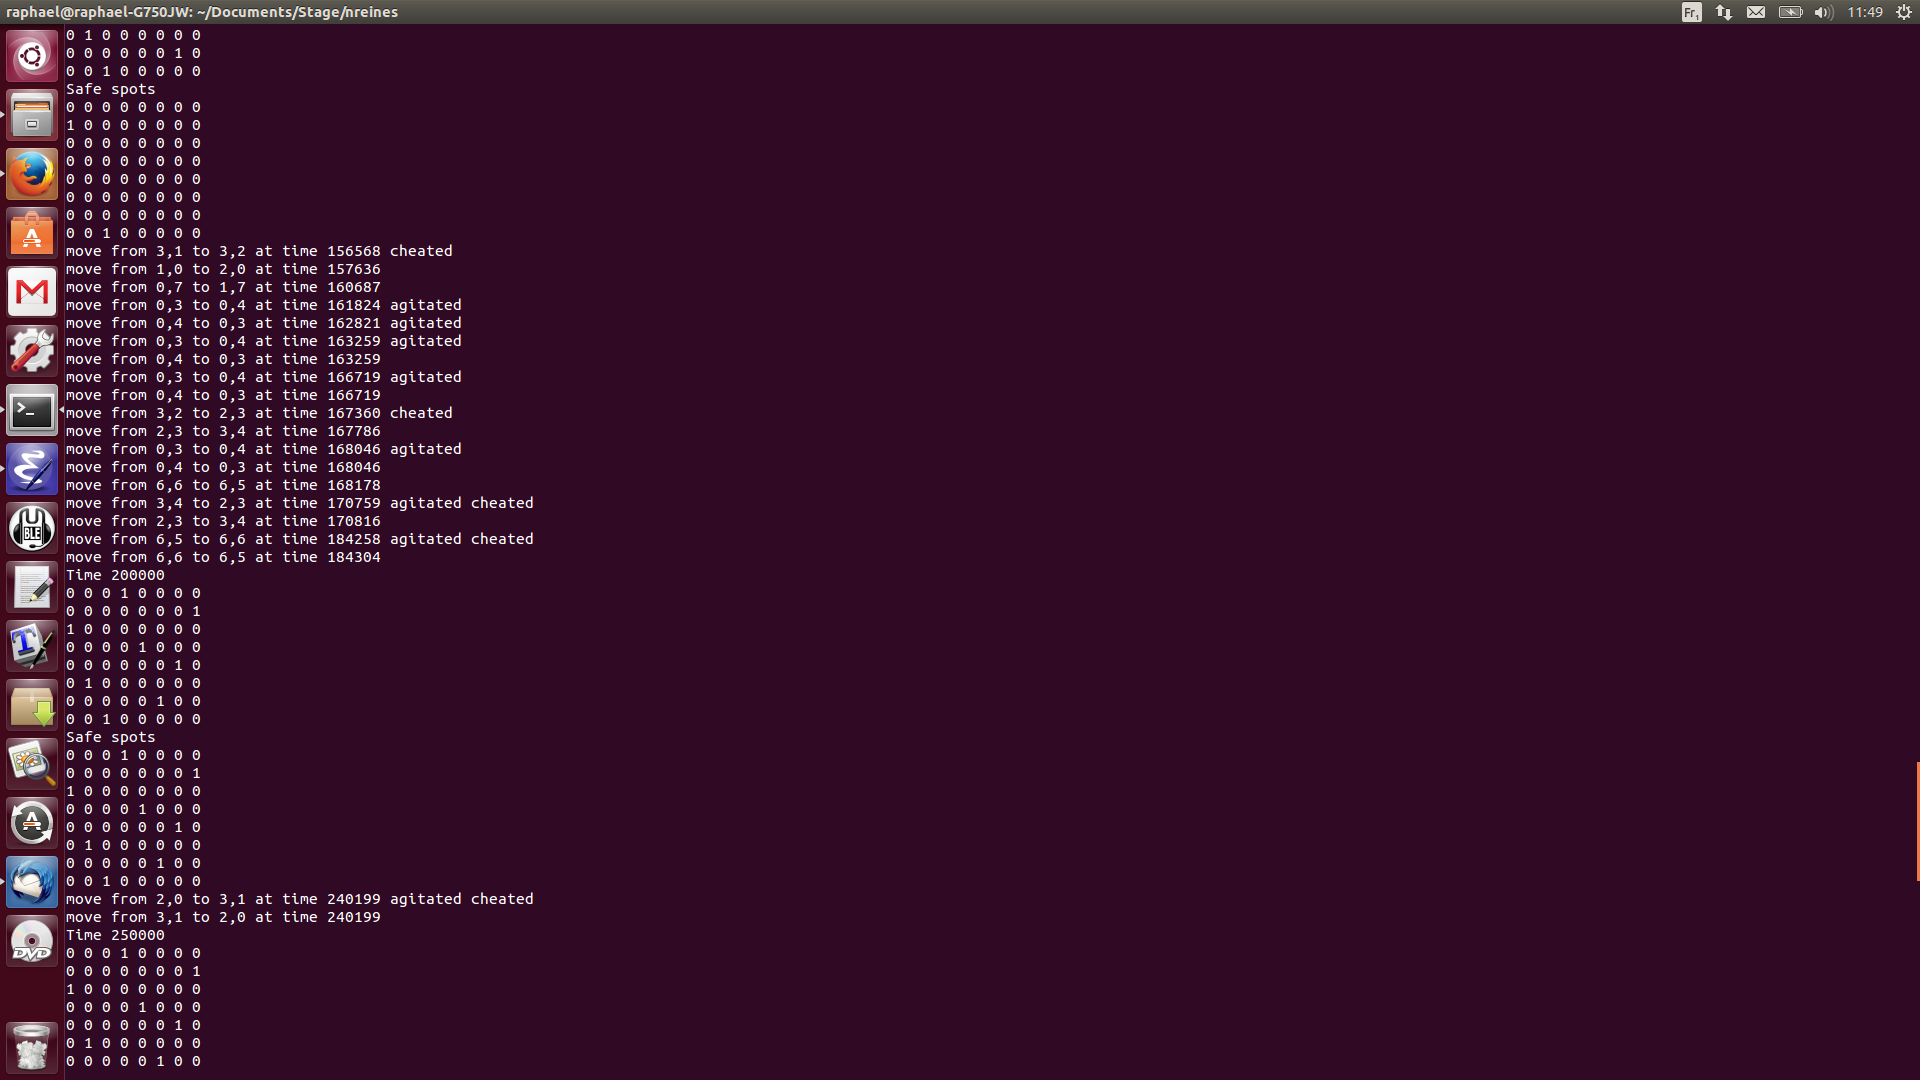 raphael@raphael-G750JW: ~/Documents/Stage/nreines
Fr1
11:49
0 1 0 0 0 0 0 0
0 0 0 0 0 0 1 0
0 0 1 0 0 0 0 0
Safe spots
0 0 0 0 0 0 0 0
1 0 0 0 0 0 0 0
0 0 0 0 0 0 0 0
0 0 0 0 0 0 0 0
0 0 0 0 0 0 0 0
0 0 0 0 0 0 0 0
0 0 0 0 0 0 0 0
0 0 1 0 0 0 0 0
move from 3,1 to 3,2 at time 156568 cheated
move from 1,0 to 2,0 at time 157636
move from 0,7 to 1,7 at time 160687
move from 0,3 to 0,4 at time 161824 agitated
move from 0,4 to 0,3 at time 162821 agitated
move from 0,3 to 0,4 at time 163259 agitated
move from 0,4 to 0,3 at time 163259
move from 0,3 to 0,4 at time 166719 agitated
move from 0,4 to 0,3 at time 166719
move from 3,2 to 2,3 at time 167360 cheated
move from 2,3 to 3,4 at time 167786
move from 0,3 to 0,4 at time 168046 agitated
move from 0,4 to 0,3 at time 168046
move from 6,6 to 6,5 at time 168178
move from 3,4 to 2,3 at time 170759 agitated cheated
move from 2,3 to 3,4 at time 170816
move from 6,5 to 6,6 at time 184258 agitated cheated
move from 6,6 to 6,5 at time 184304
Time 200000
0 0 0 1 0 0 0 0
0 0 0 0 0 0 0 1
1 0 0 0 0 0 0 0
0 0 0 0 1 0 0 0
0 0 0 0 0 0 1 0
0 1 0 0 0 0 0 0
0 0 0 0 0 1 0 0
0 0 1 0 0 0 0 0
Safe spots
0 0 0 1 0 0 0 0
0 0 0 0 0 0 0 1
1 0 0 0 0 0 0 0
0 0 0 0 1 0 0 0
0 0 0 0 0 0 1 0
0 1 0 0 0 0 0 0
0 0 0 0 0 1 0 0
0 0 1 0 0 0 0 0
move from 2,0 to 3,1 at time 240199 agitated cheated
move from 3,1 to 2,0 at time 240199
Time 250000
0 0 0 1 0 0 0 0
0 0 0 0 0 0 0 1
1 0 0 0 0 0 0 0
0 0 0 0 1 0 0 0
0 0 0 0 0 0 1 0
0 1 0 0 0 0 0 0
0 0 0 0 0 1 0 0
BLE
DVD